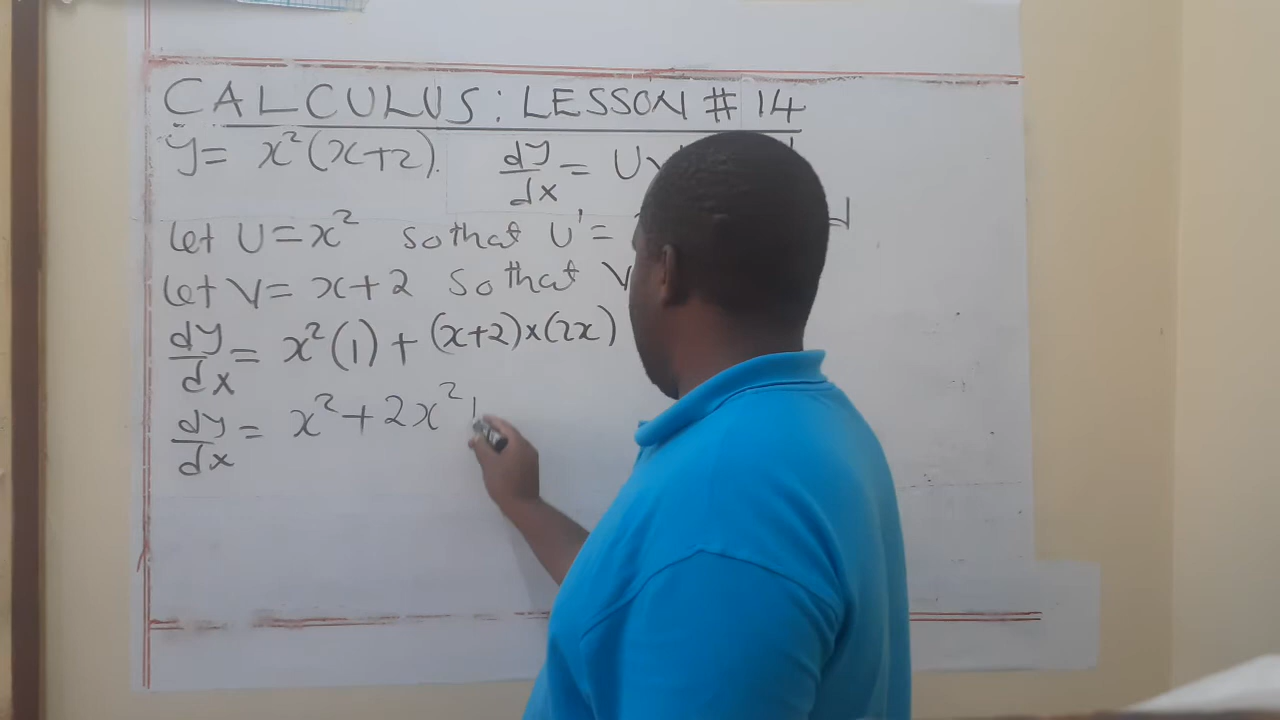 CALCULUS: LESSON # 14
y = x²(x+2). dy/dx = UV
Let U = x² so that U' =
Let V = x+2 so that V
dy/dx = x²(1) + (x+2)×(2x)
dy/dx = x² + 2x²